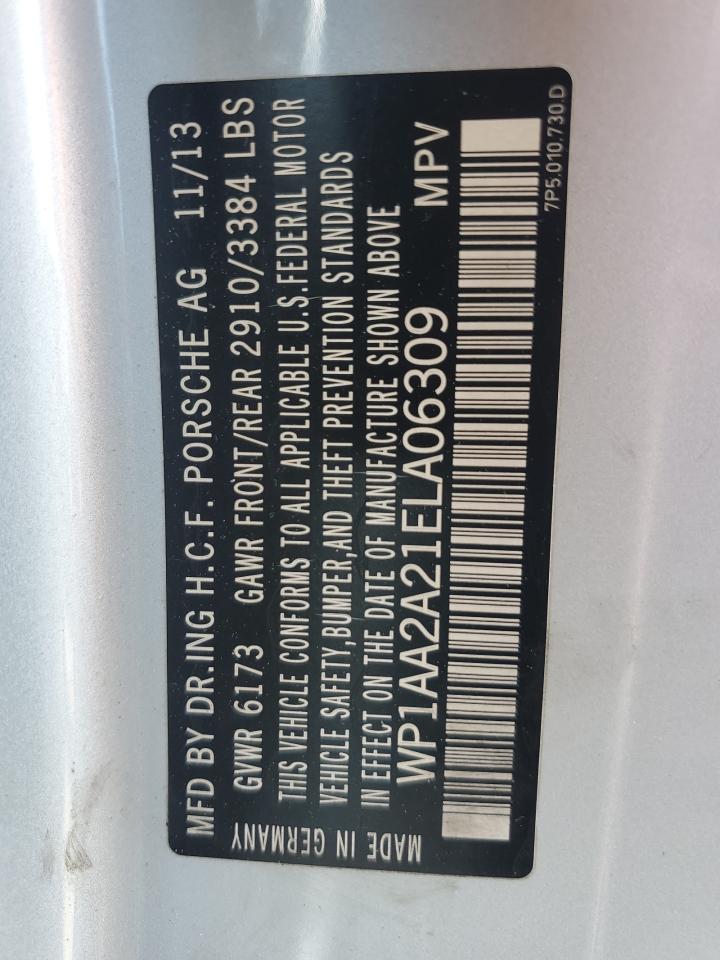 MFD BY DR.ING H.C.F. PORSCHE AG 11/13
GVWR 6173 GAWR FRONT/REAR 2910/3384 LBS
THIS VEHICLE CONFORMS TO ALL APPLICABLE U.S.FEDERAL MOTOR
VEHICLE SAFETY,BUMPER,AND THEFT PREVENTION STANDARDS
IN EFFECT ON THE DATE OF MANUFACTURE SHOWN ABOVE
WP1AA2A21ELA06309 MPV
MADE IN GERMANY
7P5.010.730.D